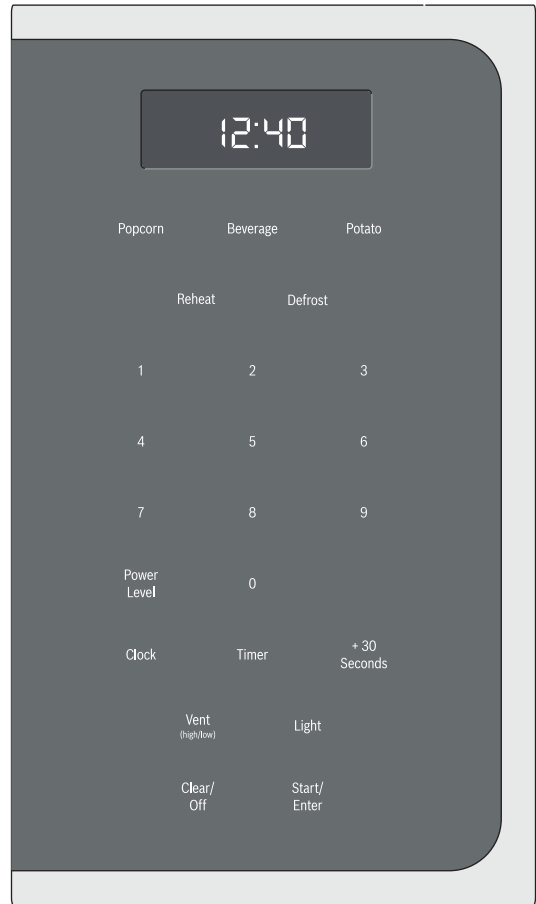 12:40
Popcorn Beverage Potato
Reheat Defrost
1 2 3
4 5 6
7 8 9
Power
Level
0
Clock Timer
+ 30
Seconds
Vent
(high/low)
Light
Clear/
Off
Start/
Enter